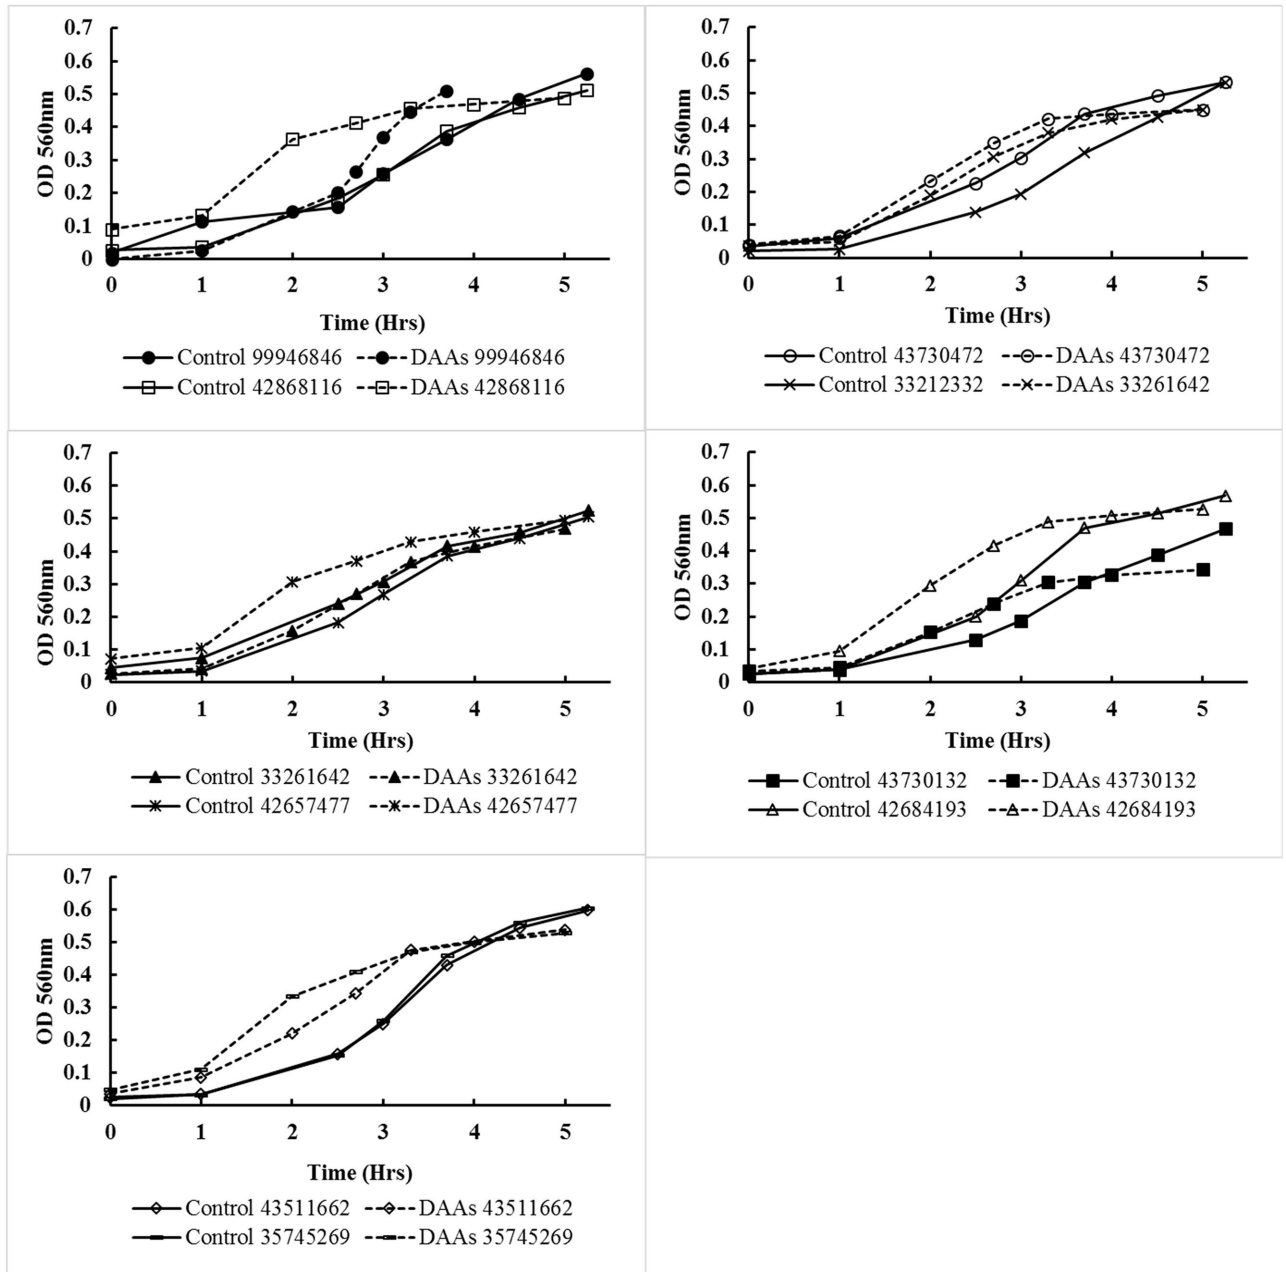 0.7
0.6
0.5
0.4
0.3
0.2
0.1
0
OD 560nm
0 1 2 3 4 5
Time (Hrs)
Control 99946846 DAAs 99946846
Control 42868116 DAAs 42868116
0.7
0.6
0.5
0.4
0.3
0.2
0.1
0
OD 560nm
0 1 2 3 4 5
Time (Hrs)
Control 43730472 DAAs 43730472
Control 33212332 DAAs 33261642
0.7
0.6
0.5
0.4
0.3
0.2
0.1
0
OD 560nm
0 1 2 3 4 5
Time (Hrs)
Control 33261642 DAAs 33261642
Control 42657477 DAAs 42657477
0.7
0.6
0.5
0.4
0.3
0.2
0.1
0
OD 560nm
0 1 2 3 4 5
Time (Hrs)
Control 43730132 DAAs 43730132
Control 42684193 DAAs 42684193
0.7
0.6
0.5
0.4
0.3
0.2
0.1
0
OD 560nm
0 1 2 3 4 5
Time (Hrs)
Control 43511662 DAAs 43511662
Control 35745269 DAAs 35745269